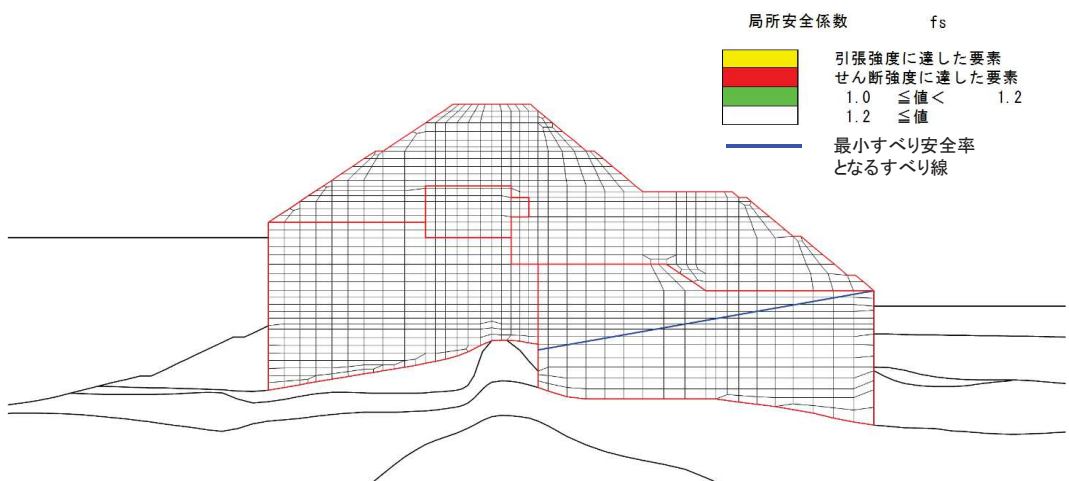 局所安全係数 fs
引張強度に達した要素
せん断強度に達した要素
1.0 ≦値< 1.2
1.2 ≦値
最小すべり安全率
となるすべり線